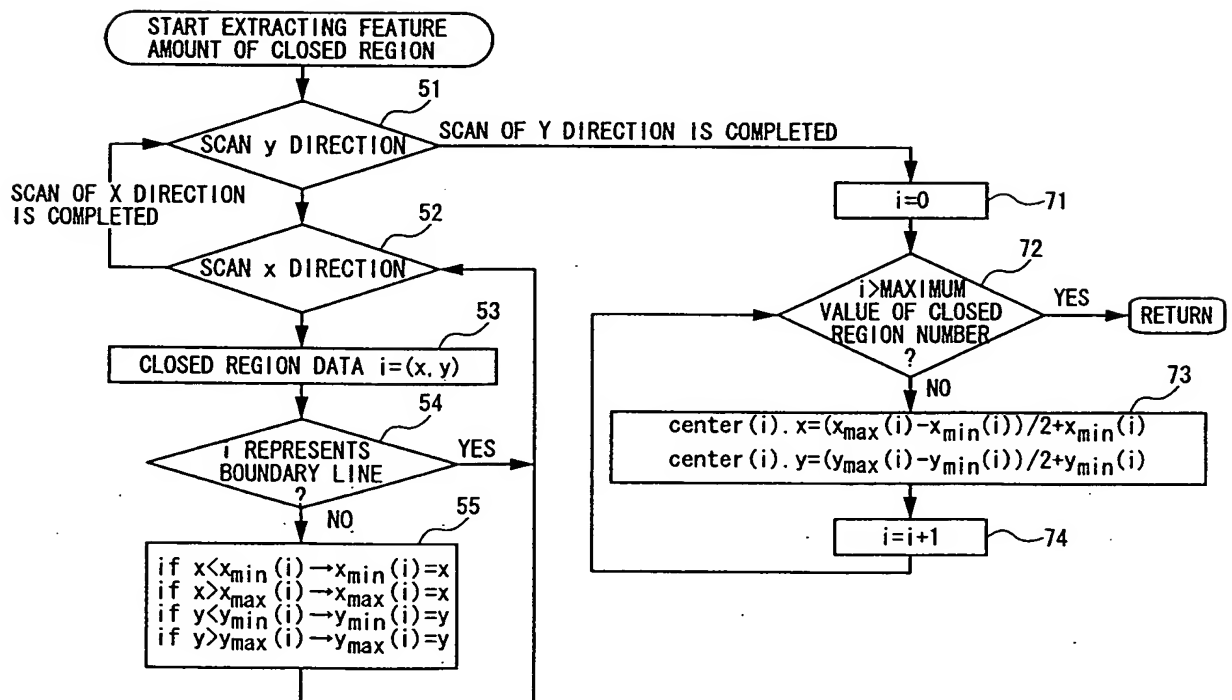 START EXTRACTING FEATURE
AMOUNT OF CLOSED REGION
51
SCAN y DIRECTION
SCAN OF Y DIRECTION IS COMPLETED
SCAN OF X DIRECTION
IS COMPLETED
52
SCAN x DIRECTION
53
CLOSED REGION DATA i=(x, y)
54
i REPRESENTS
BOUNDARY LINE
?
YES
NO
55
if x<xmin(i)→xmin(i)=x
if x>xmax(i)→xmax(i)=x
if y<ymin(i)→ymin(i)=y
if y>ymax(i)→ymax(i)=y
i=0
71
72
i>MAXIMUM
VALUE OF CLOSED
REGION NUMBER
?
YES
RETURN
NO
73
center(i).x=(xmax(i)-xmin(i))/2+xmin(i)
center(i).y=(ymax(i)-ymin(i))/2+ymin(i)
i=i+1
74